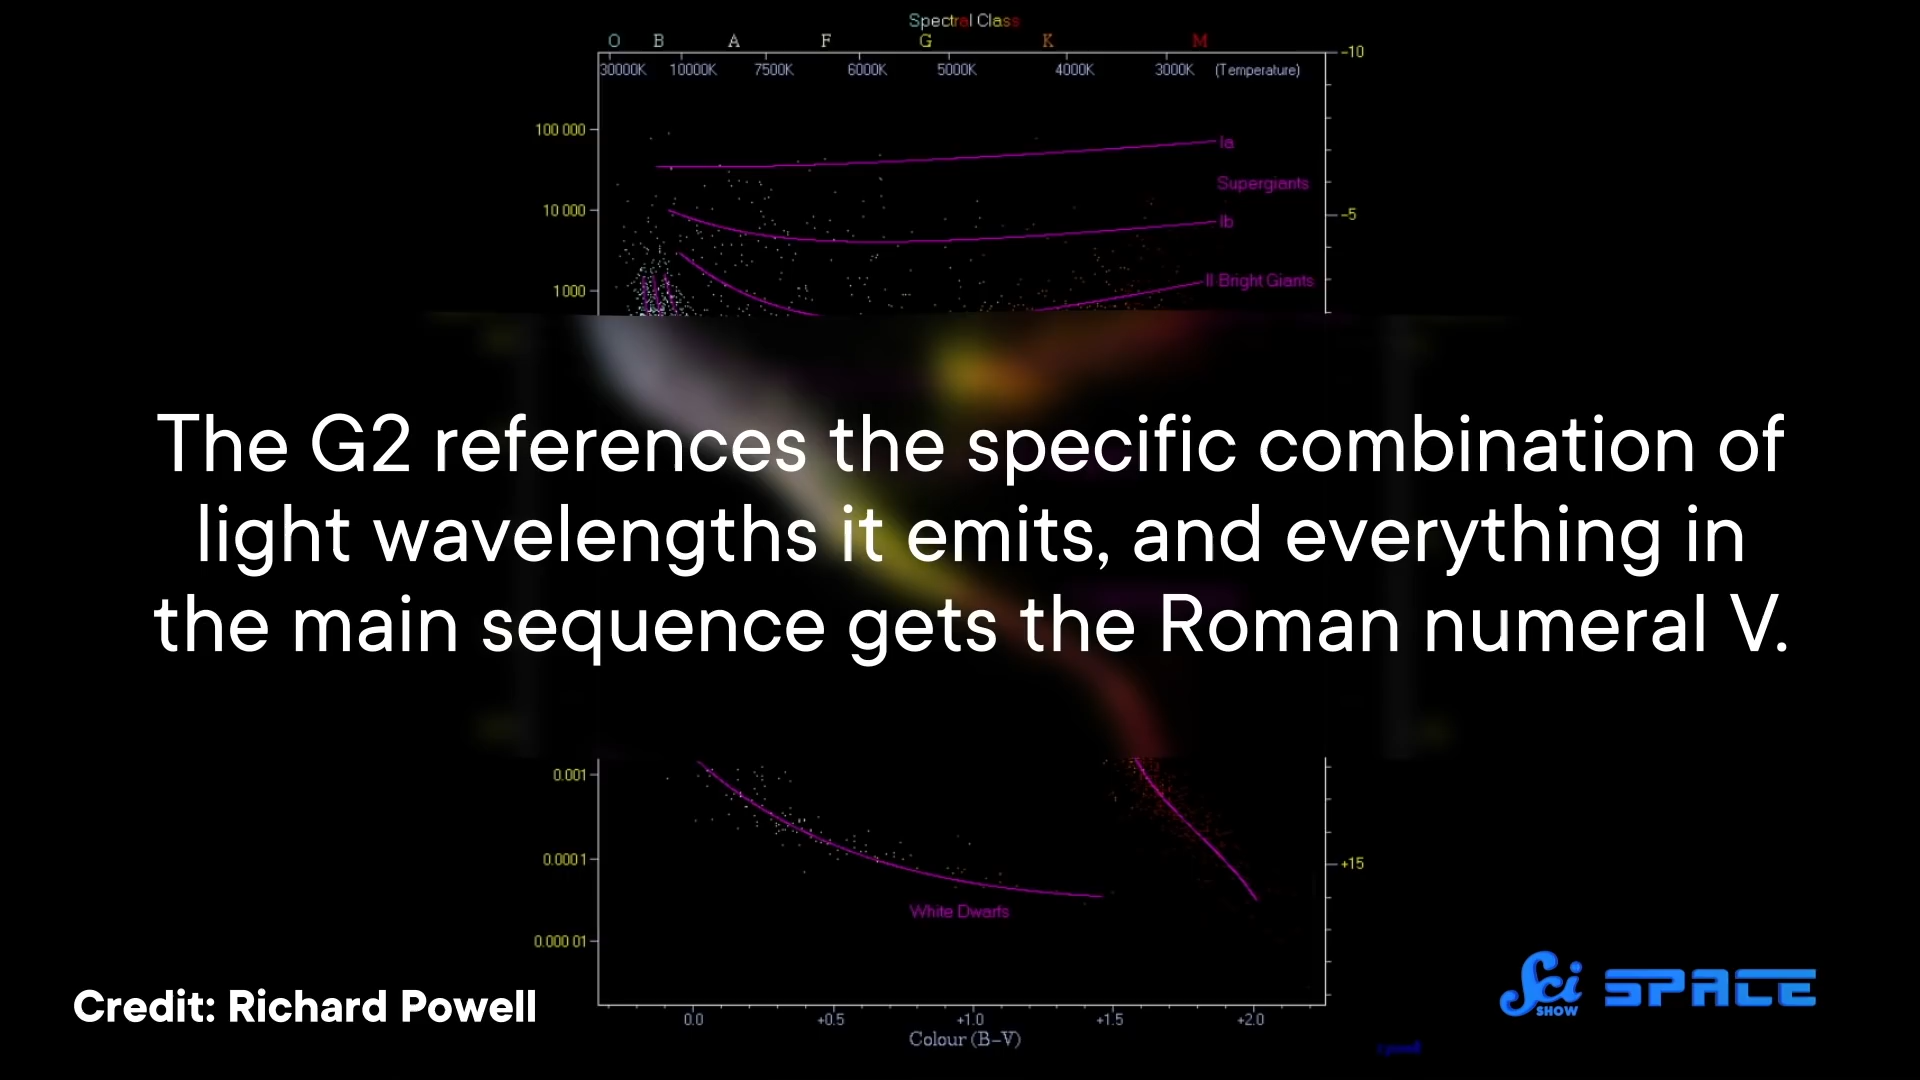 Spectral Class
O B A F G K M
30000K 10000K 7500K 6000K 5000K 4000K 3000K (Temperature)
-10
100 000
Ia
Supergiants
10 000
-5
Ib
II Bright Giants
1000
The G2 references the specific combination of
light wavelengths it emits, and everything in
the main sequence gets the Roman numeral V.
0.001
0.0001
+15
White Dwarfs
0.000 01
Credit: Richard Powell
Sci SHOW SPACE
0.0 +0.5 +1.0 +1.5 +2.0
Colour (B-V)